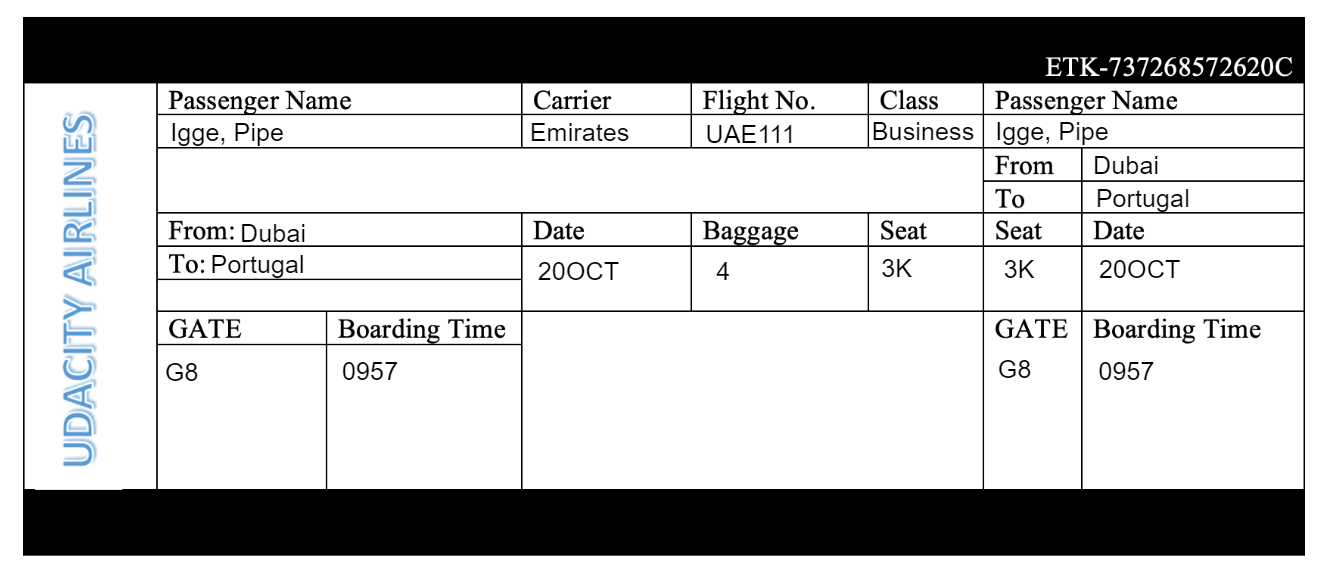 ETK-737268572620C
UDACITY AIRLINES
Passenger Name Carrier Flight No. Class Passenger Name
Igge, Pipe Emirates UAE111 Business Igge, Pipe
From Dubai
To Portugal
From: Dubai Date Baggage Seat Seat Date
To: Portugal 20OCT 4 3K 3K 20OCT
GATE Boarding Time GATE Boarding Time
G8 0957 G8 0957